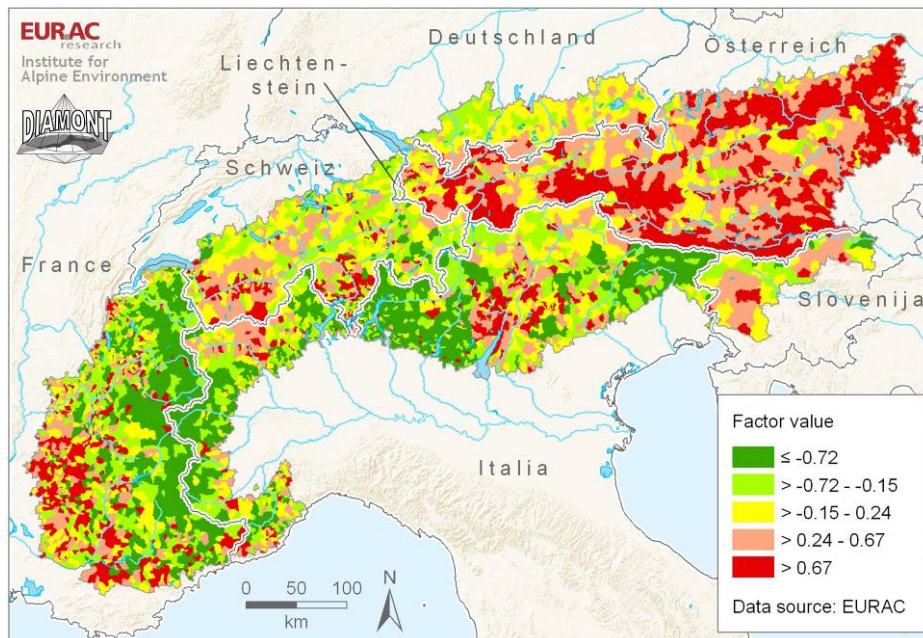 EURAC
research
Institute for
Alpine Environment
DIAMONT
Deutschland
Österreich
Liechten-
stein
Schweiz
France
Slovenija
Italia
Factor value
≤ -0.72
> -0.72 - -0.15
> -0.15 - 0.24
> 0.24 - 0.67
> 0.67
Data source: EURAC
0 50 100
km
N